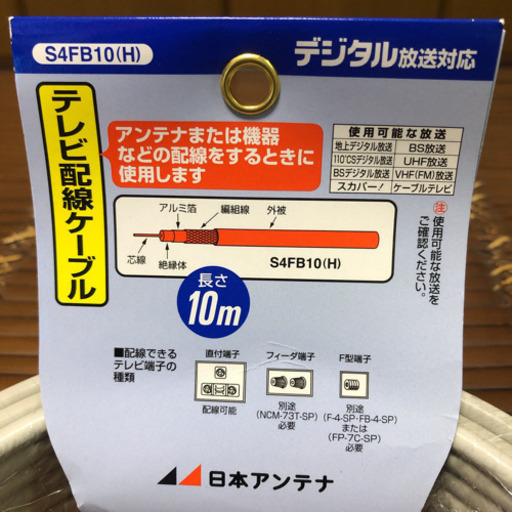 S4FB10(H)
デジタル放送対応
テレビ配線ケーブル
アンテナまたは機器
などの配線をするときに
使用します
使用可能な放送
地上デジタル放送 BS放送
110°CSデジタル放送 UHF放送
BSデジタル放送 VHF(FM)放送
スカパー! ケーブルテレビ
㊟使用可能な放送を
ご確認ください。
アルミ箔 編組線 外被
芯線 絶縁体
S4FB10(H)
長さ
10m
■配線できる
テレビ端子の
種類
直付端子
配線可能
フィーダ端子
別途
(NCM-73T-SP)
必要
F型端子
別途
(F-4-SP・FB-4-SP)
または
(FP-7C-SP)
必要
日本アンテナ